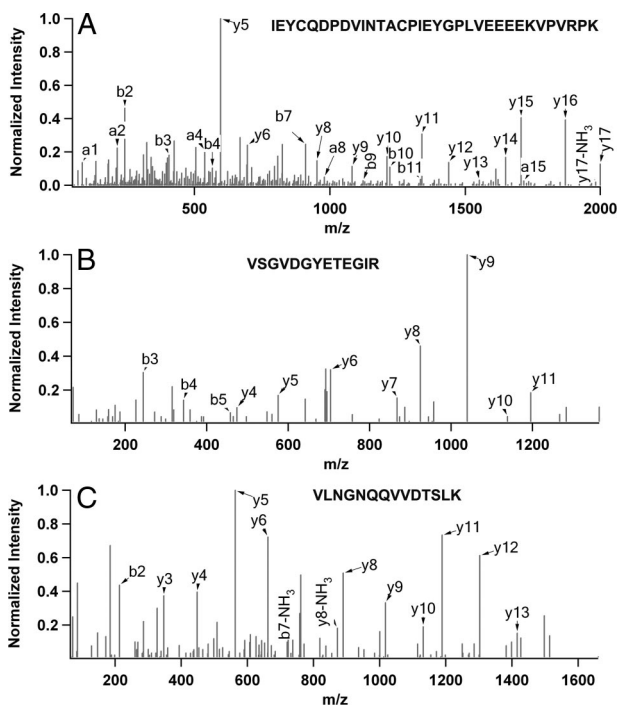 A
IEYCQDPDVINTACPIEYGPLVEEEEKVPVRPK
Normalized Intensity
1.0
0.8
0.6
0.4
0.2
0.0
y5
a1
b2
a2
b3
a4
b4
y6
b7
y8
a8
y9
b9
y10
b10
b11
y11
y12
y13
y14
y15
a15
y16
y17-NH3
y17
500
1000
1500
2000
m/z
B
VSGVDGYETEGIR
Normalized Intensity
1.0
0.8
0.6
0.4
0.2
b3
b4
b5
y4
y5
y6
y7
y8
y9
y10
y11
200
400
600
800
1000
1200
m/z
C
VLNGNQQVVDTSLK
Normalized Intensity
1.0
0.8
0.6
0.4
0.2
b2
y3
y4
y5
y6
b7-NH3
y8-NH3
y8
y9
y10
y11
y12
y13
200
400
600
800
1000
1200
1400
1600
m/z